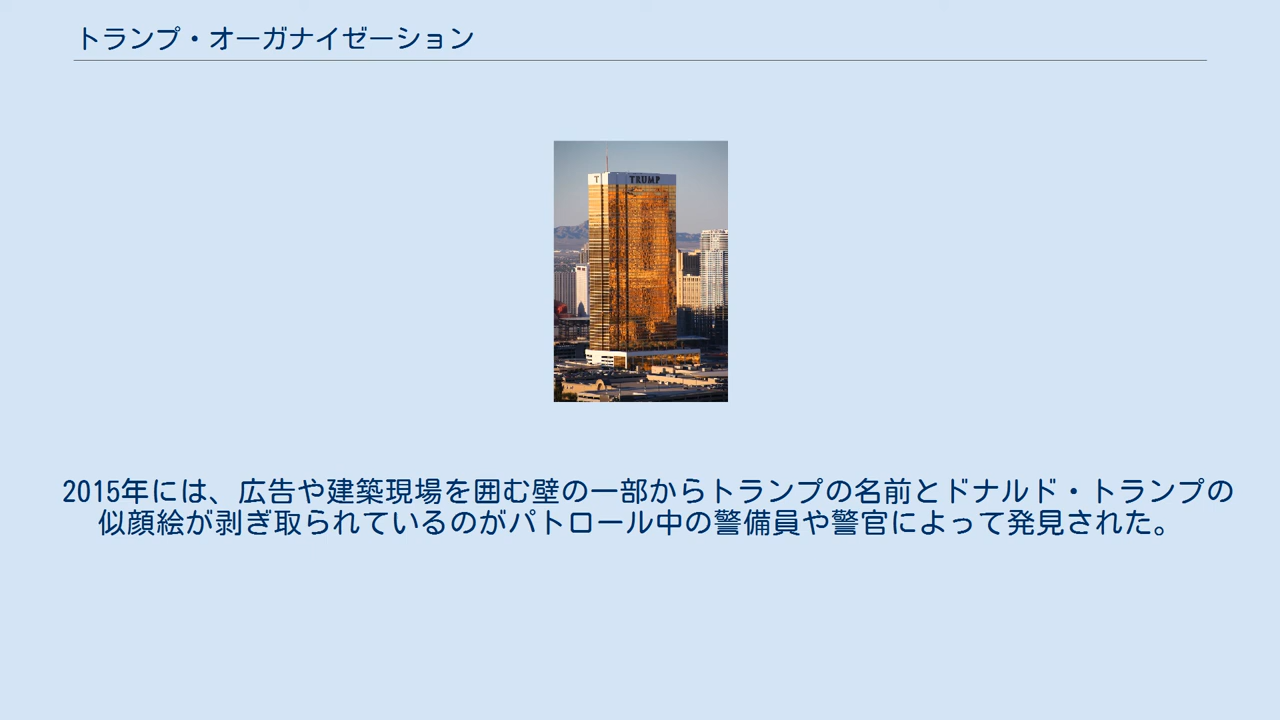 トランプ・オーガナイゼーション
T TRUMP
2015年には、広告や建築現場を囲む壁の一部からトランプの名前とドナルド・トランプの
似顔絵が剥ぎ取られているのがパトロール中の警備員や警官によって発見された。